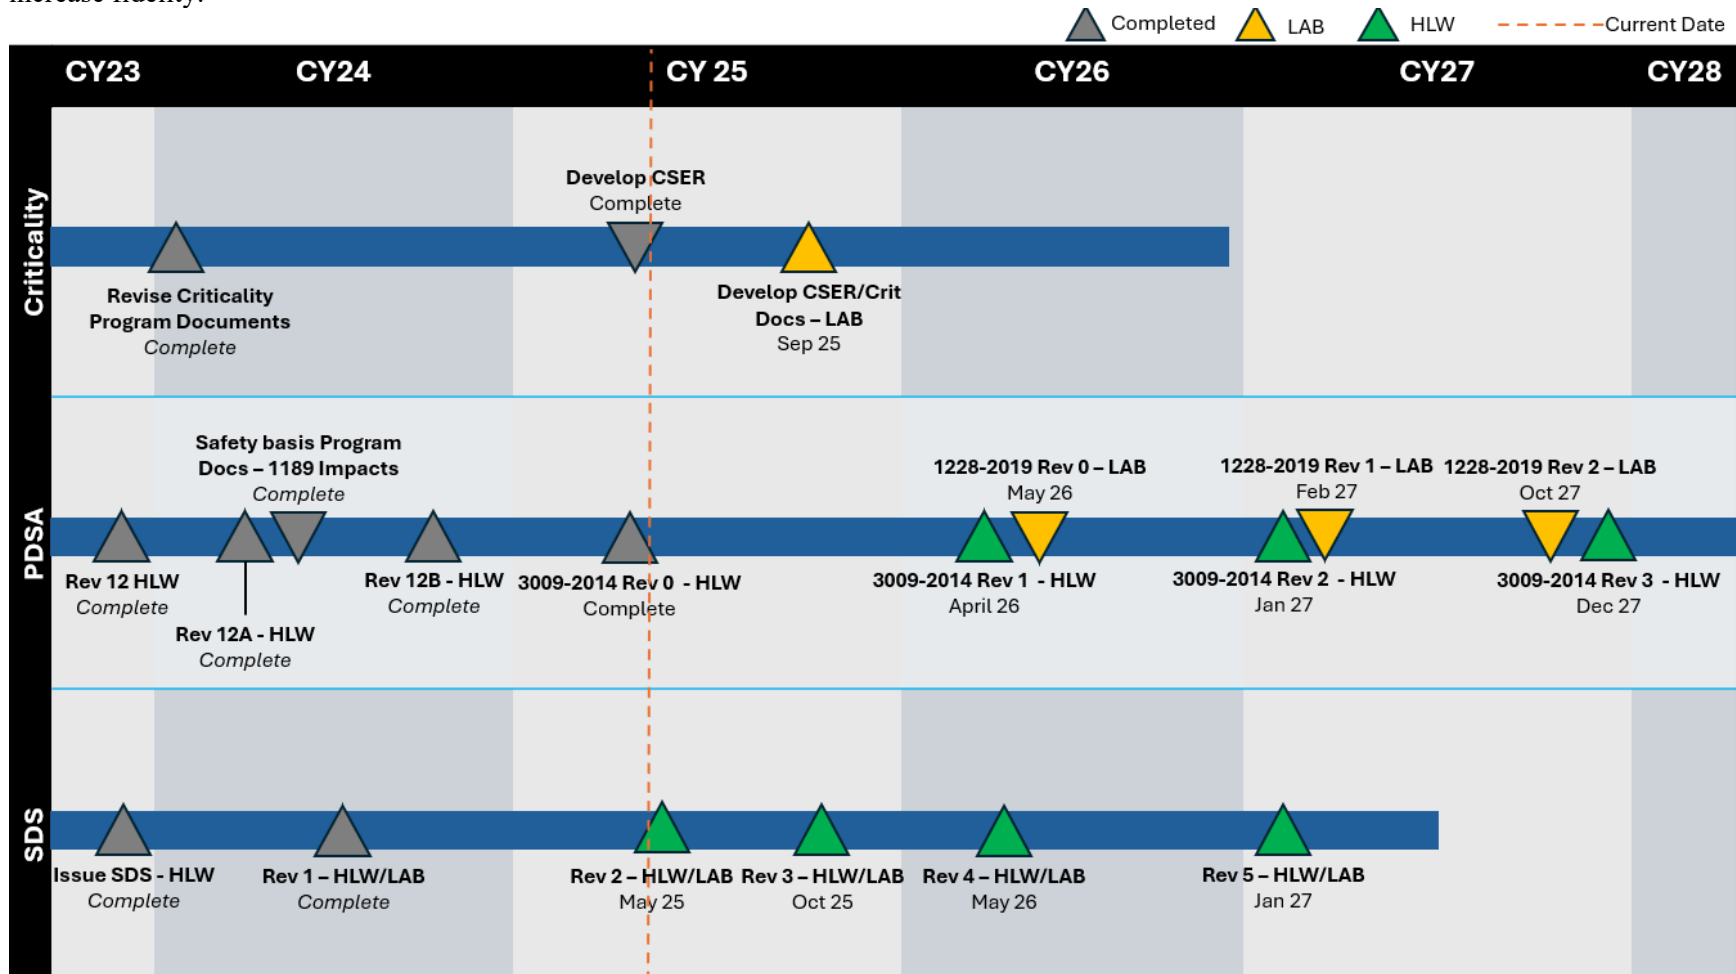 increase fidelity.
Completed
LAB
HLW
Current Date
CY23
CY24
CY 25
CY26
CY27
CY28
Criticality
Develop CSER
Complete
Revise Criticality
Program Documents
Complete
Develop CSER/Crit
Docs – LAB
Sep 25
PDSA
Safety basis Program
Docs – 1189 Impacts
Complete
1228-2019 Rev 0 – LAB
May 26
1228-2019 Rev 1 – LAB
Feb 27
1228-2019 Rev 2 – LAB
Oct 27
Rev 12 HLW
Complete
Rev 12A - HLW
Complete
Rev 12B - HLW
Complete
3009-2014 Rev 0 - HLW
Complete
3009-2014 Rev 1 - HLW
April 26
3009-2014 Rev 2 - HLW
Jan 27
3009-2014 Rev 3 - HLW
Dec 27
SDS
Issue SDS - HLW
Complete
Rev 1 – HLW/LAB
Complete
Rev 2 – HLW/LAB
May 25
Rev 3 – HLW/LAB
Oct 25
Rev 4 – HLW/LAB
May 26
Rev 5 – HLW/LAB
Jan 27